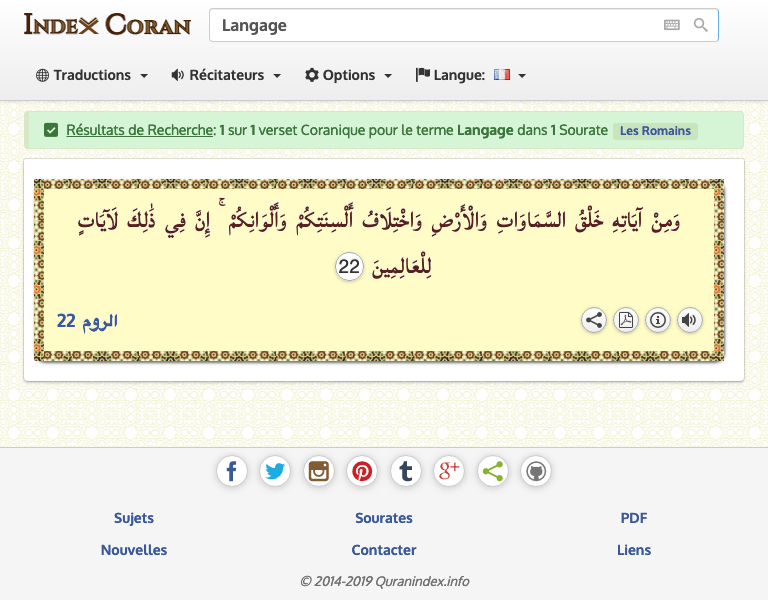 Index Coran
Langage
Traductions Récitateurs Options Langue:
Résultats de Recherche: 1 sur 1 verset Coranique pour le terme Langage dans 1 Sourate Les Romains
وَمِنْ آيَاتِهِ خَلْقُ السَّمَاوَاتِ وَالْأَرْضِ وَاخْتِلَافُ أَلْسِنَتِكُمْ وَأَلْوَانِكُمْ ۚ إِنَّ فِي ذَٰلِكَ لَآيَاتٍ
لِلْعَالِمِينَ 22
الروم 22
Sujets Sourates PDF
Nouvelles Contacter Liens
© 2014-2019 Quranindex.info